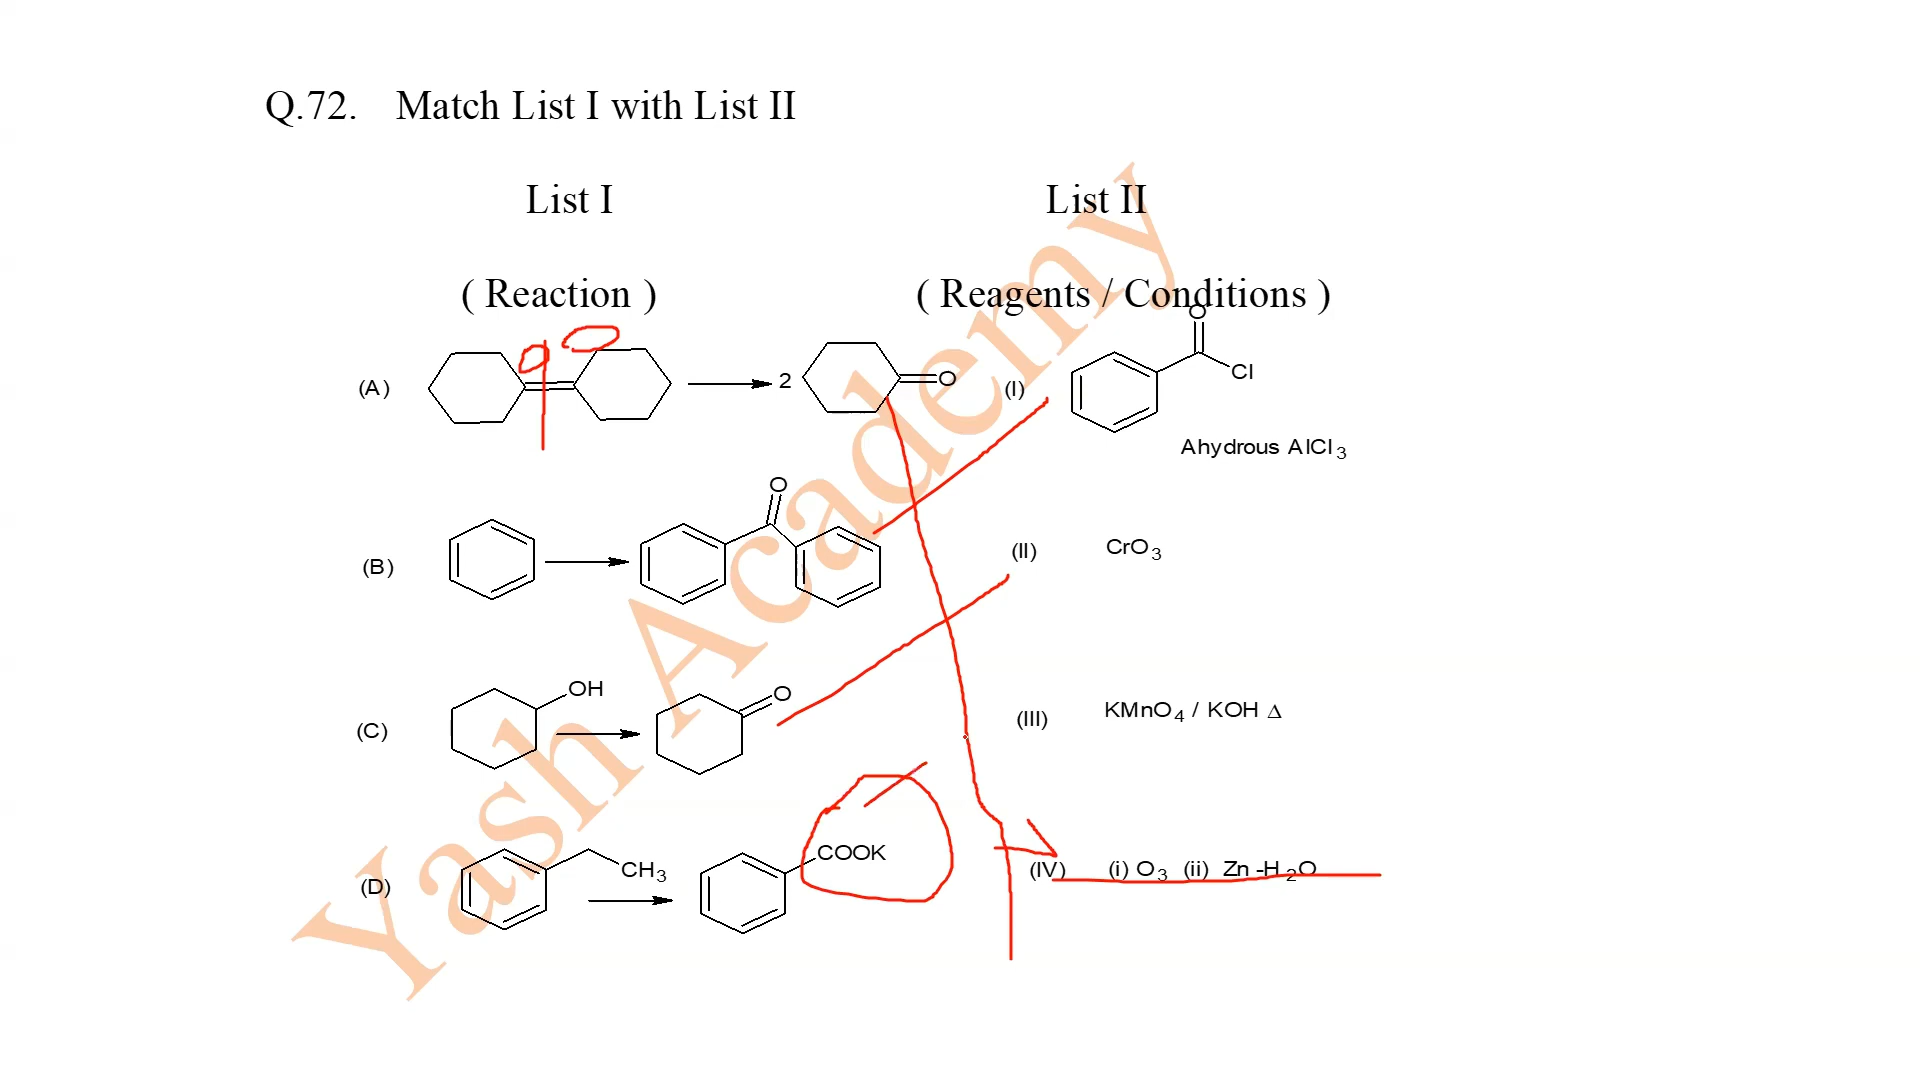 Q.72. Match List I with List II
List I List II
( Reaction ) ( Reagents / Conditions )
(A) 2 O (I) O Cl
Ahydrous AlCl3
(B) O (II) CrO3
(C) OH O (III) KMnO4 / KOH Δ
(D) CH3 COOK (IV) (i) O3 (ii) Zn -H2O
Yash Academy